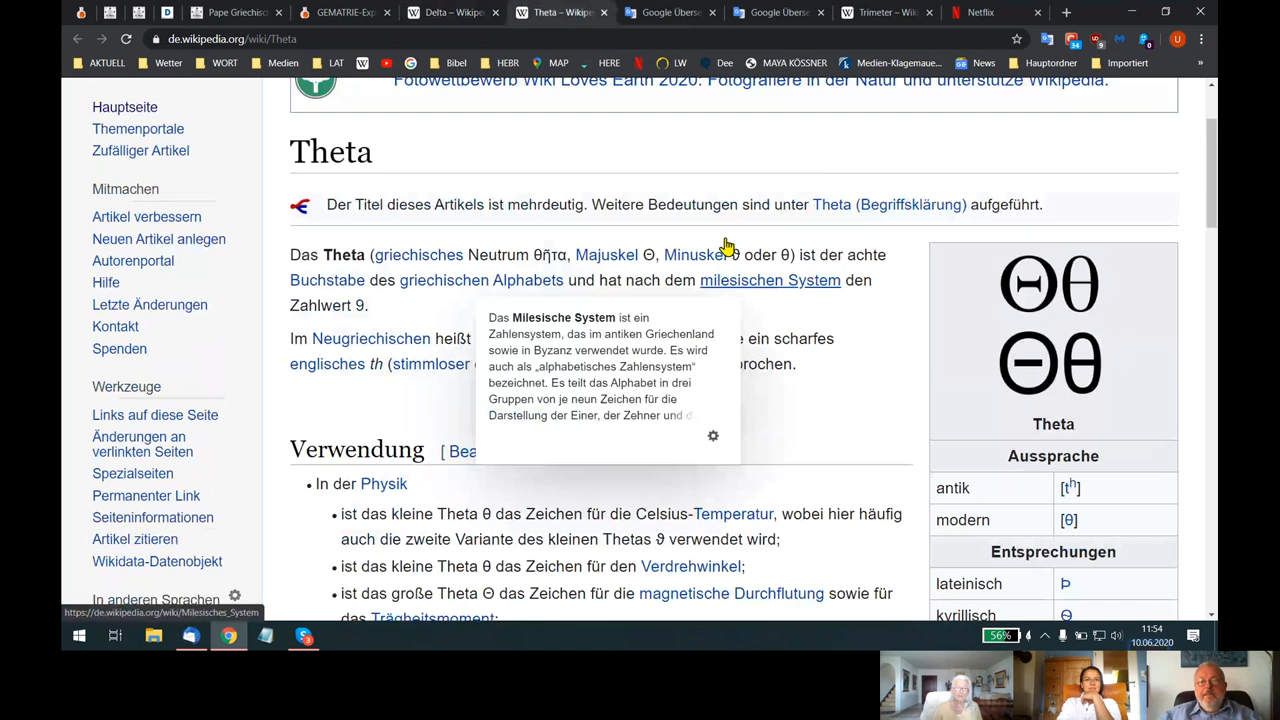 Pape Griechisc
GEMATRIE-Exp
Delta – Wikipe
Theta – Wikipe
Google Überse
Google Überse
Trimeter – Wik
Netflix
de.wikipedia.org/wiki/Theta
AKTUELL Wetter WORT Medien LAT Bibel HEBR MAP HERE LW Dee MAYA KÖSSNER Medien-Klagemaue... News Hauptordner Importiert »
Fotowettbewerb Wiki Loves Earth 2020: Fotografiere in der Natur und unterstütze Wikipedia.
Hauptseite
Themenportale
Zufälliger Artikel
Mitmachen
Artikel verbessern
Neuen Artikel anlegen
Autorenportal
Hilfe
Letzte Änderungen
Kontakt
Spenden
Werkzeuge
Links auf diese Seite
Änderungen an
verlinkten Seiten
Spezialseiten
Permanenter Link
Seiteninformationen
Artikel zitieren
Wikidata-Datenobjekt
In anderen Sprachen
https://de.wikipedia.org/wiki/Milesisches_System
Theta
Der Titel dieses Artikels ist mehrdeutig. Weitere Bedeutungen sind unter Theta (Begriffsklärung) aufgeführt.
Das Theta (griechisches Neutrum θῆτα, Majuskel Θ, Minuskel ϑ oder θ) ist der achte
Buchstabe des griechischen Alphabets und hat nach dem milesischen System den
Zahlwert 9.
Im Neugriechischen heißt e ein scharfes
englisches th (stimmloser prochen.
Das Milesische System ist ein
Zahlensystem, das im antiken Griechenland
sowie in Byzanz verwendet wurde. Es wird
auch als „alphabetisches Zahlensystem“
bezeichnet. Es teilt das Alphabet in drei
Gruppen von je neun Zeichen für die
Darstellung der Einer, der Zehner und d
Verwendung [ Bea
In der Physik
ist das kleine Theta θ das Zeichen für die Celsius-Temperatur, wobei hier häufig
auch die zweite Variante des kleinen Thetas ϑ verwendet wird;
ist das kleine Theta θ das Zeichen für den Verdrehwinkel;
ist das große Theta Θ das Zeichen für die magnetische Durchflutung sowie für
das Trägheitsmoment;
Θθ
Θθ
Theta
Aussprache
antik [tʰ]
modern [θ]
Entsprechungen
lateinisch Þ
kyrillisch Ѳ
56%
11:54
10.06.2020